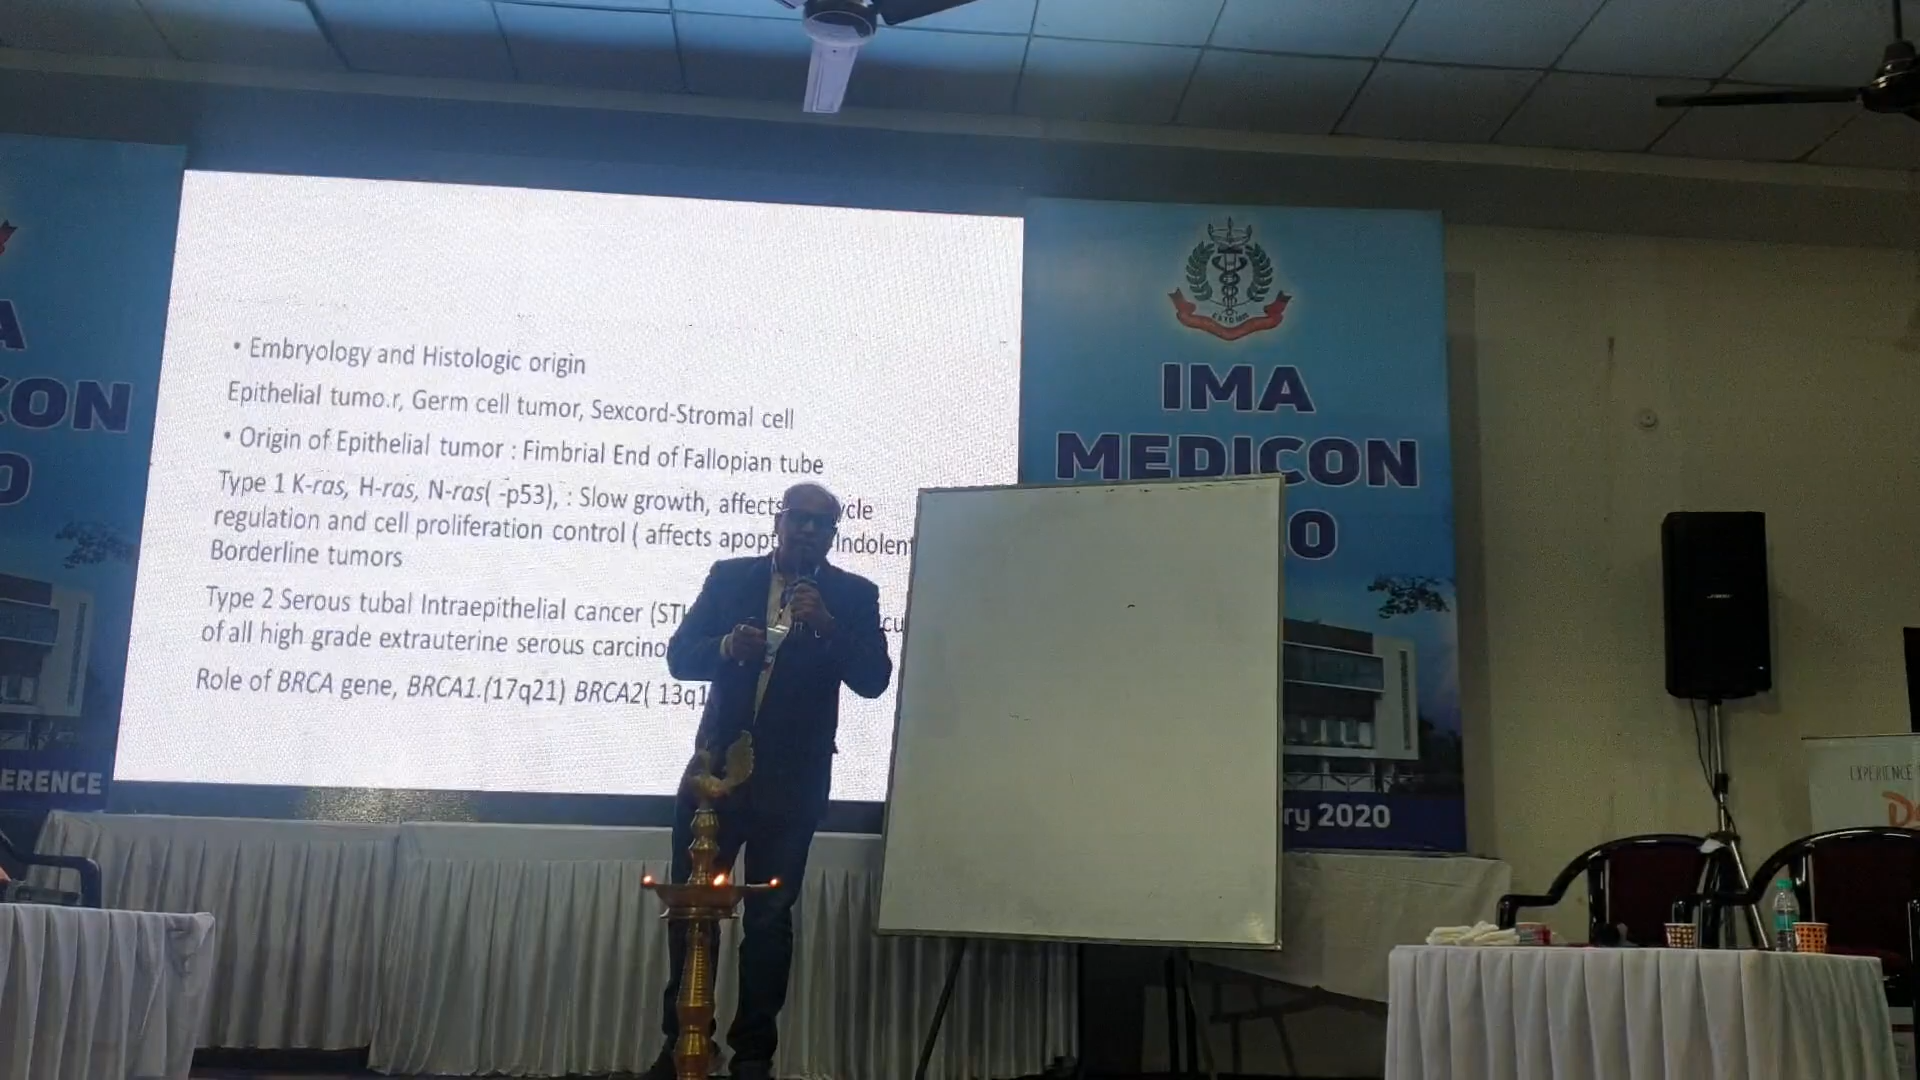 • Embryology and Histologic origin
Epithelial tumo.r, Germ cell tumor, Sexcord-Stromal cell
• Origin of Epithelial tumor : Fimbrial End of Fallopian tube
Type 1 K-ras, H-ras, N-ras( -p53), : Slow growth, affects
regulation and cell proliferation control ( affects Indolent
Borderline tumors
Type 2 Serous tubal Intraepithelial cancer
of all high grade extrauterine serous
Role of BRCA gene, BRCA1.(17q21) BRCA2(
IMA
MEDICON
2020
CON
ERENCE
EXPERIENCE